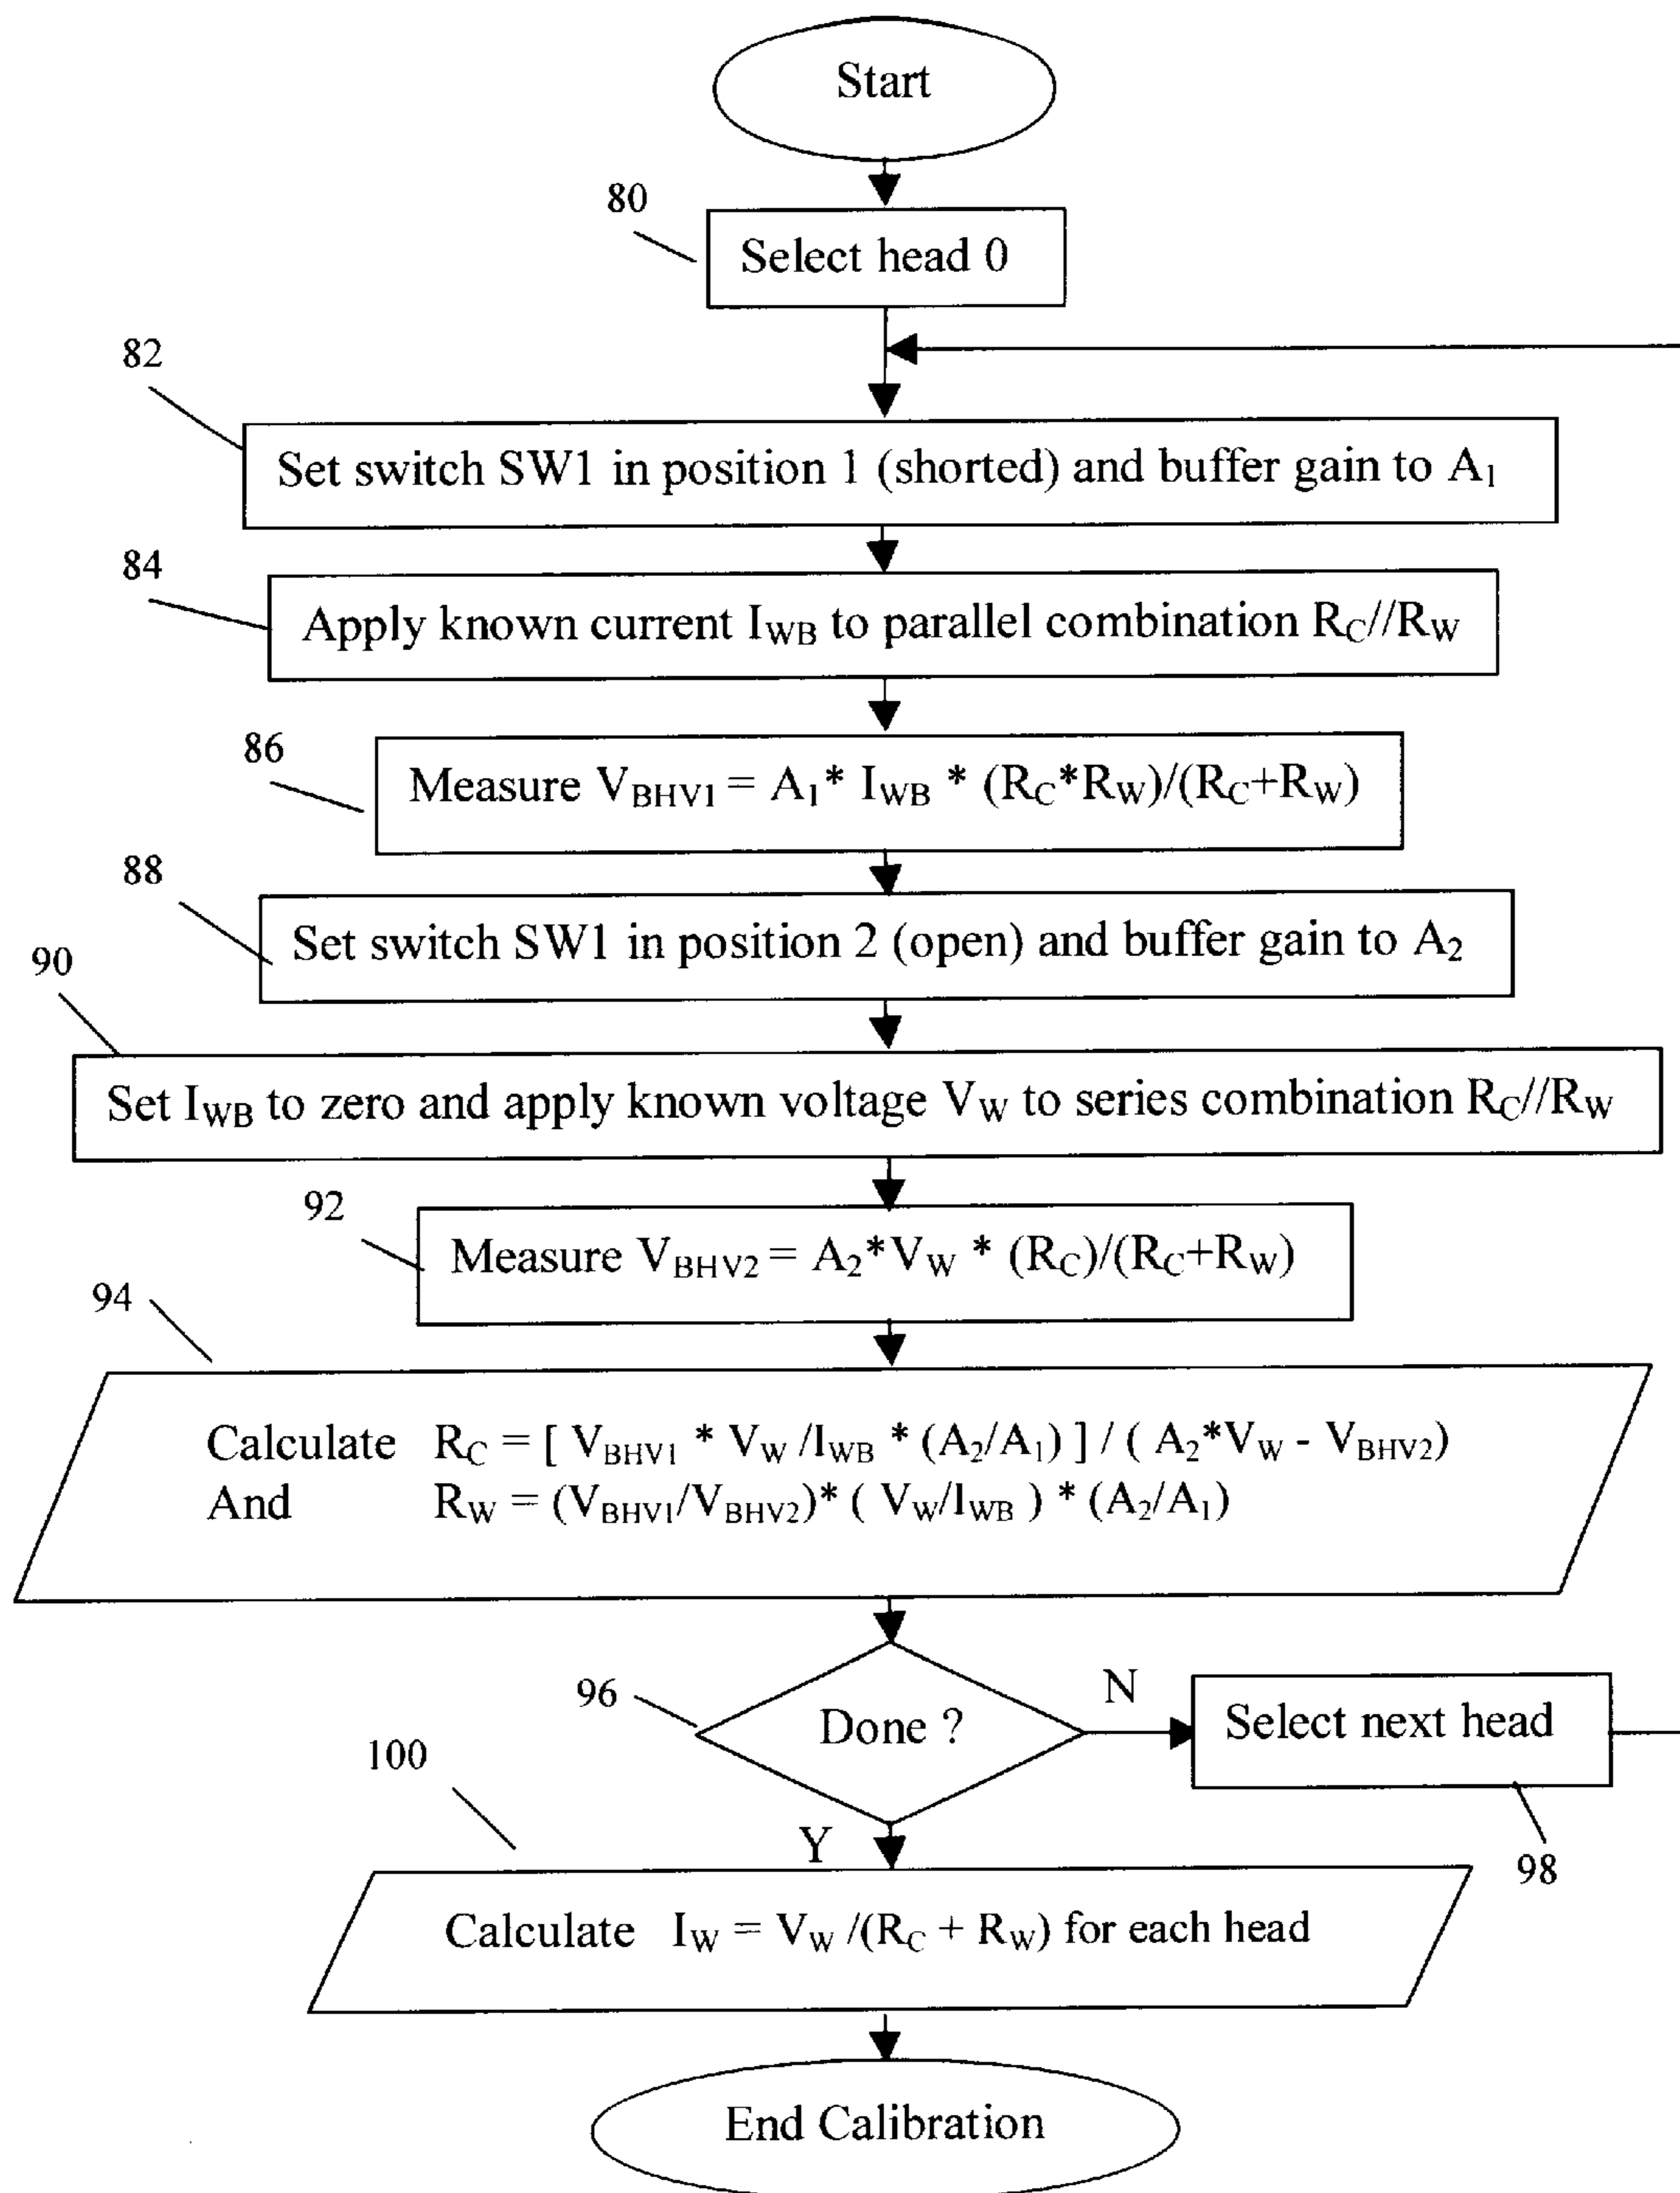 Start
80
Select head 0
82
Set switch SW1 in position 1 (shorted) and buffer gain to A₁
84
Apply known current I_WB to parallel combination R_C//R_W
86
Measure V_BHV1 = A₁* I_WB * (R_C*R_W)/(R_C+R_W)
88
Set switch SW1 in position 2 (open) and buffer gain to A₂
90
Set I_WB to zero and apply known voltage V_W to series combination R_C//R_W
92
Measure V_BHV2 = A₂*V_W * (R_C)/(R_C+R_W)
94
Calculate R_C = [ V_BHV1 * V_W /I_WB * (A₂/A₁) ] / ( A₂*V_W - V_BHV2)
And R_W = (V_BHV1/V_BHV2)* ( V_W/I_WB ) * (A₂/A₁)
96
Done ?
N
Select next head
98
100
Y
Calculate I_W = V_W /(R_C + R_W) for each head
End Calibration